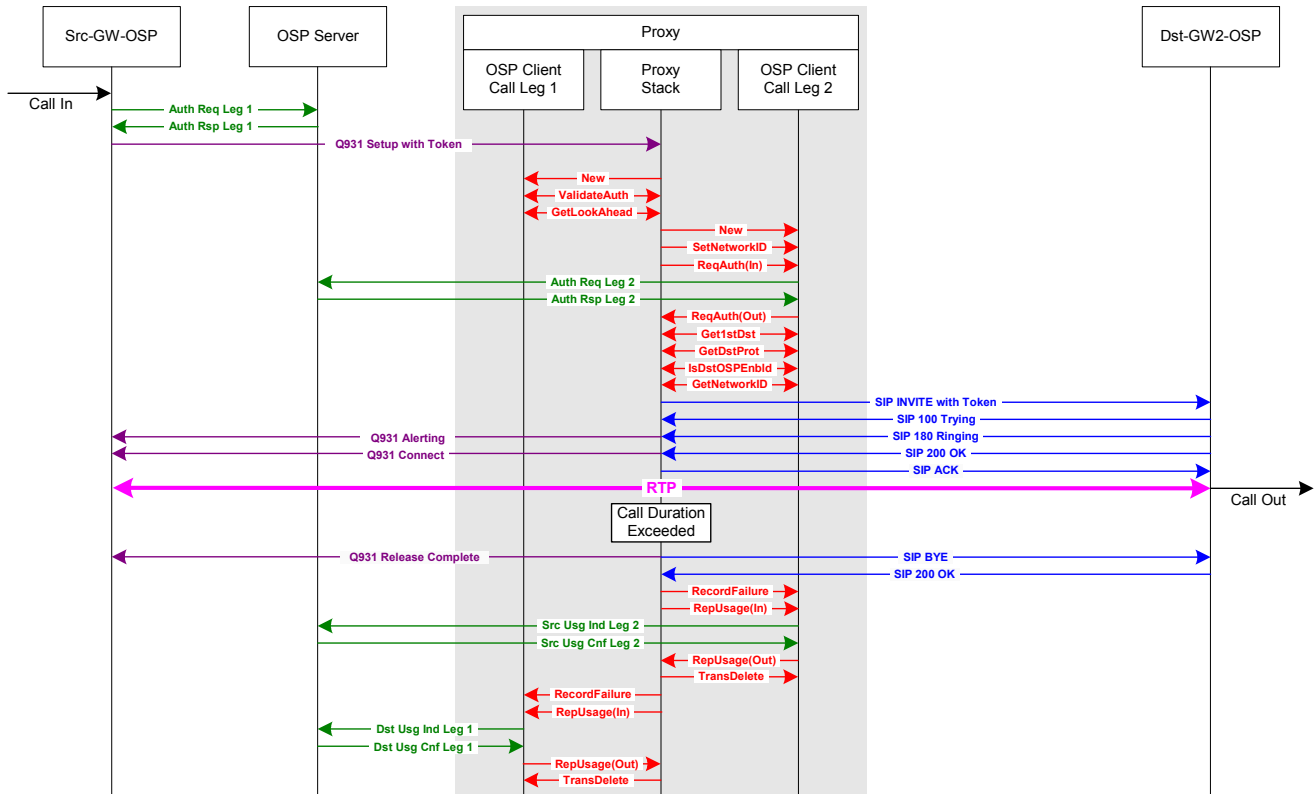 Src-GW-OSP
OSP Server
Proxy
Dst-GW2-OSP
OSP Client
Call Leg 1
Proxy
Stack
OSP Client
Call Leg 2
Call In
Auth Req Leg 1
Auth Rsp Leg 1
Q931 Setup with Token
New
ValidateAuth
GetLookAhead
New
SetNetworkID
ReqAuth(In)
Auth Req Leg 2
Auth Rsp Leg 2
ReqAuth(Out)
Get1stDst
GetDstProt
IsDstOSPEnbld
GetNetworkID
SIP INVITE with Token
SIP 100 Trying
Q931 Alerting
SIP 180 Ringing
Q931 Connect
SIP 200 OK
SIP ACK
RTP
Call Out
Call Duration
Exceeded
Q931 Release Complete
SIP BYE
SIP 200 OK
RecordFailure
RepUsage(In)
Src Usg Ind Leg 2
Src Usg Cnf Leg 2
RepUsage(Out)
TransDelete
RecordFailure
RepUsage(In)
Dst Usg Ind Leg 1
Dst Usg Cnf Leg 1
RepUsage(Out)
TransDelete